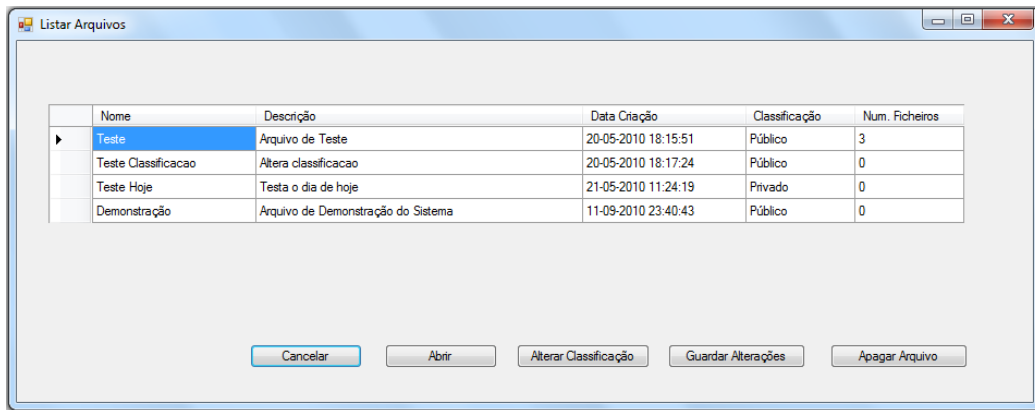 Listar Arquivos
Nome Descrição Data Criação Classificação Num. Ficheiros
Teste Arquivo de Teste 20-05-2010 18:15:51 Público 3
Teste Classificacao Altera classificacao 20-05-2010 18:17:24 Público 0
Teste Hoje Testa o dia de hoje 21-05-2010 11:24:19 Privado 0
Demonstração Arquivo de Demonstração do Sistema 11-09-2010 23:40:43 Público 0
Cancelar Abrir Alterar Classificação Guardar Alterações Apagar Arquivo